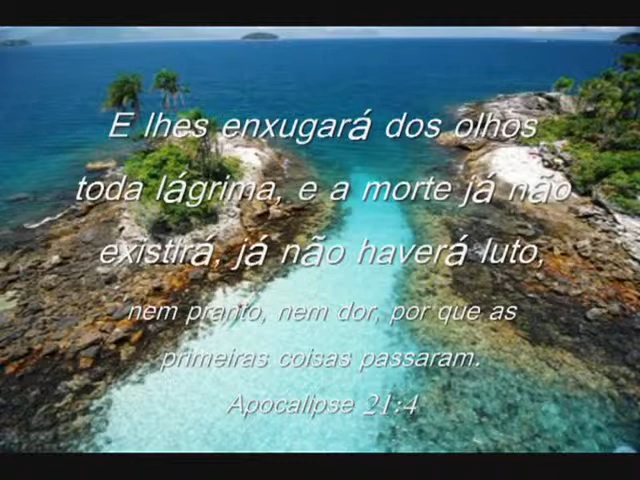 E lhes enxugará dos olhos
toda lágrima, e a morte já não
existirá, já não haverá luto,
nem pranto, nem dor, por que as
primeiras coisas passaram.
Apocalipse 21:4